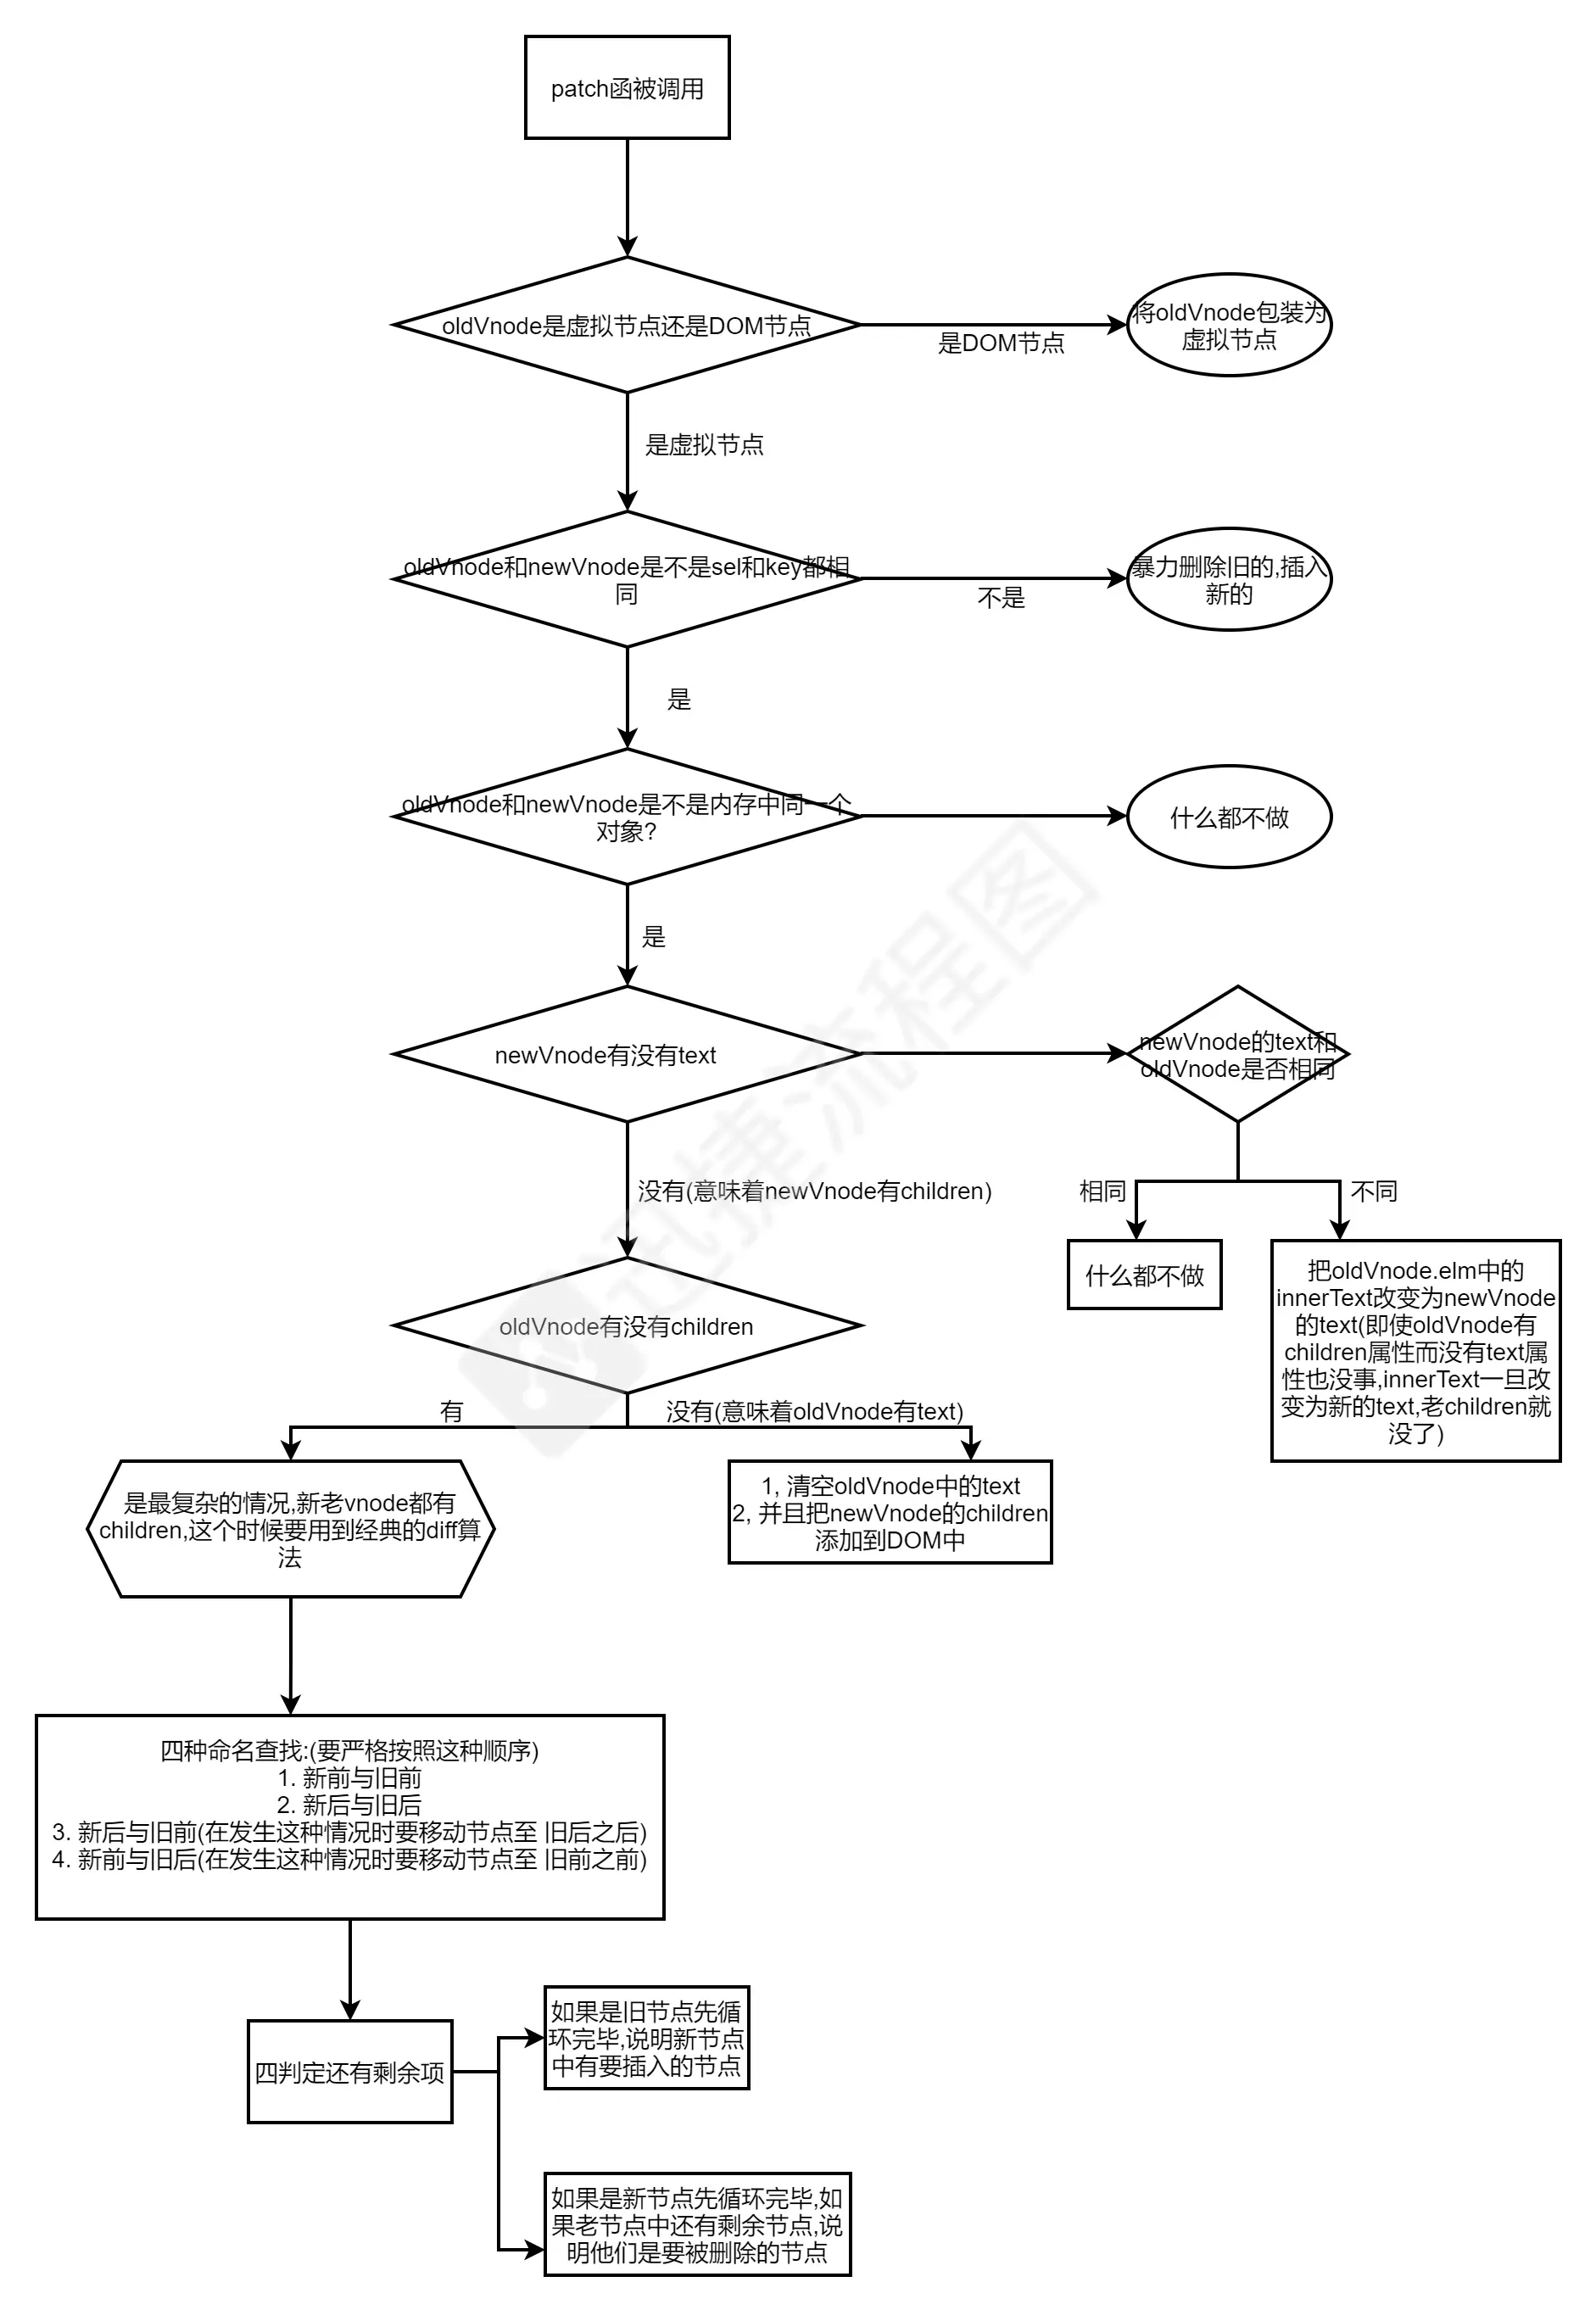 patch函被调用
oldVnode是虚拟节点还是DOM节点
是DOM节点
将oldVnode包装为
虚拟节点
是虚拟节点
oldVnode和newVnode是不是sel和key都相
同
不是
暴力删除旧的,插入
新的
是
oldVnode和newVnode是不是内存中同一个
对象?
什么都不做
是
newVnode有没有text
newVnode的text和
oldVnode是否相同
没有(意味着newVnode有children)
相同
不同
什么都不做
把oldVnode.elm中的
innerText改变为newVnode
的text(即使oldVnode有
children属性而没有text属
性也没事,innerText一旦改
变为新的text,老children就
没了)
oldVnode有没有children
有
没有(意味着oldVnode有text)
是最复杂的情况,新老vnode都有
children,这个时候要用到经典的diff算
法
1, 清空oldVnode中的text
2, 并且把newVnode的children
添加到DOM中
四种命名查找:(要严格按照这种顺序)
1. 新前与旧前
2. 新后与旧后
3. 新后与旧前(在发生这种情况时要移动节点至 旧后之后)
4. 新前与旧后(在发生这种情况时要移动节点至 旧前之前)
四判定还有剩余项
如果是旧节点先循
环完毕,说明新节点
中有要插入的节点
如果是新节点先循环完毕,如
果老节点中还有剩余节点,说
明他们是要被删除的节点
迅捷流程图